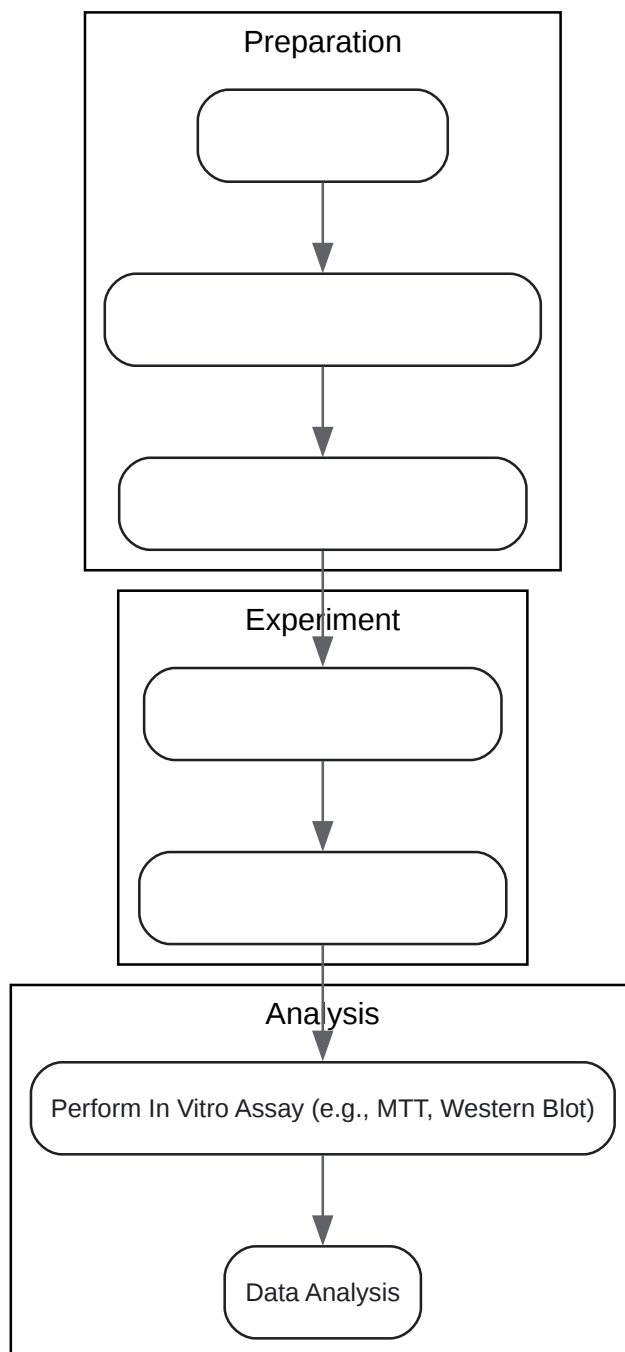 Preparation
Experiment
Analysis
Perform In Vitro Assay (e.g., MTT, Western Blot)
Data Analysis